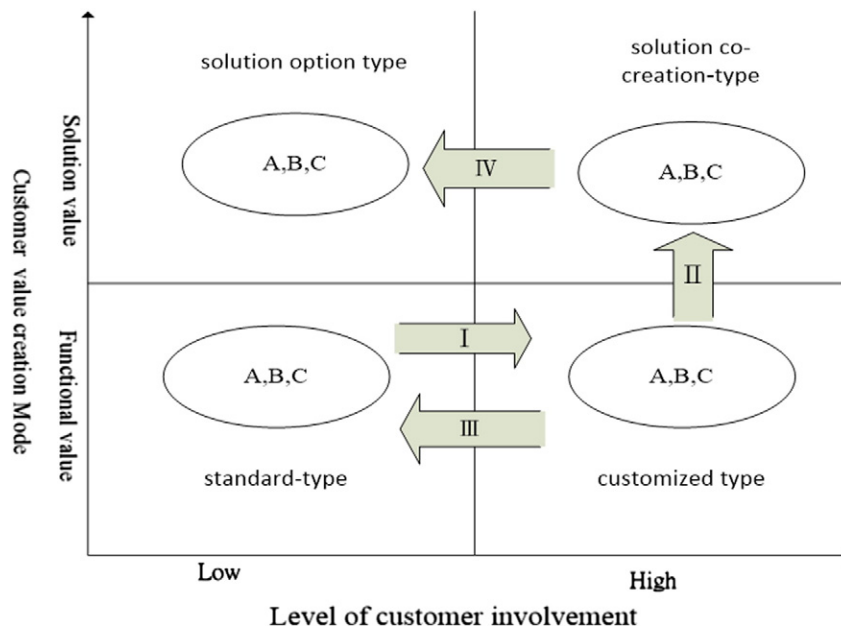 solution option type
solution co-
creation-type
A,B,C
IV
A,B,C
II
I
A,B,C
A,B,C
III
standard-type
customized type
Customer value creation Mode
Solution value
Functional value
Low
High
Level of customer involvement